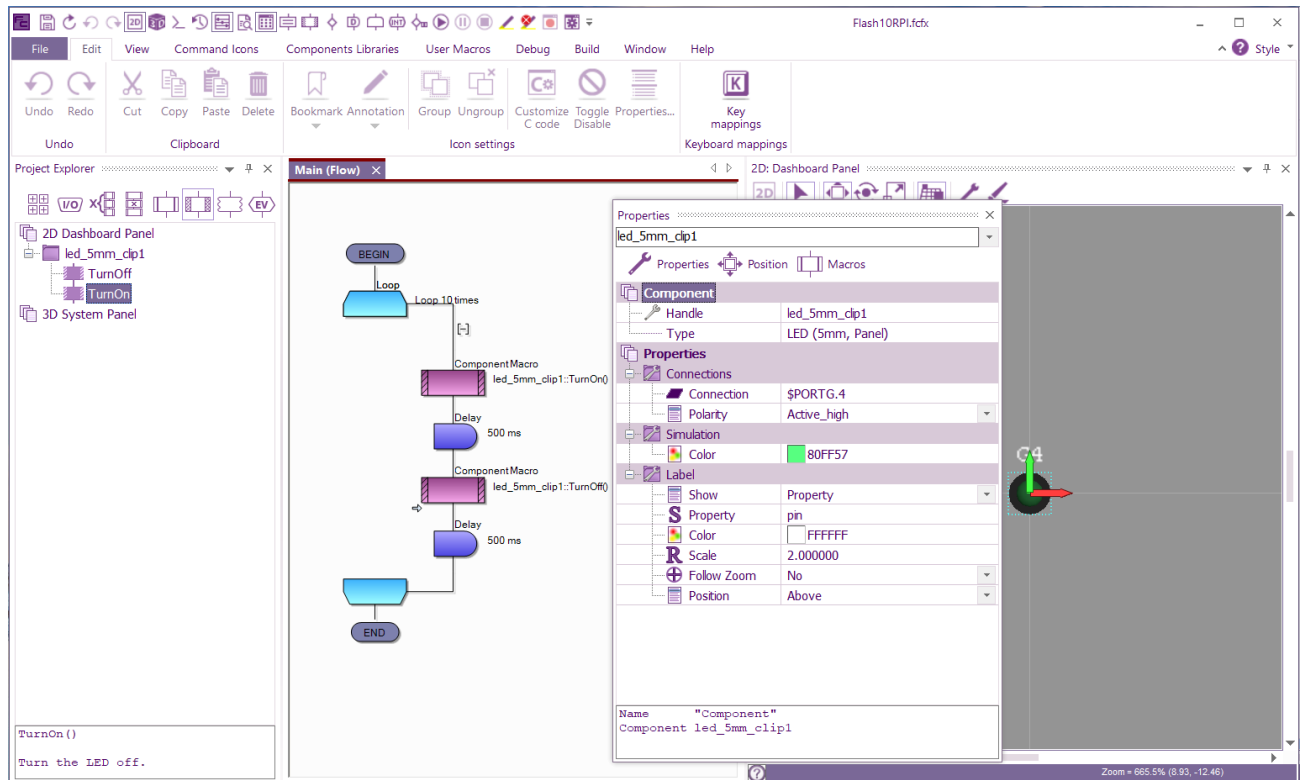 Flash10RPI.fcfx
File Edit View Command Icons Components Libraries User Macros Debug Build Window Help Style
Undo Redo Cut Copy Paste Delete Bookmark Annotation Group Ungroup Customize C code Toggle Disable Properties... Key mappings
Undo Clipboard Icon settings Keyboard mappings
Project Explorer
2D Dashboard Panel
led_5mm_clip1
TurnOff
TurnOn
3D System Panel
TurnOn()
Turn the LED off.
Main (Flow)
BEGIN
Loop
Loop 10 times
ComponentMacro
led_5mm_clip1::TurnOn()
Delay
500 ms
ComponentMacro
led_5mm_clip1::TurnOff()
Delay
500 ms
END
2D: Dashboard Panel
2D
Properties
led_5mm_clip1
Properties Position Macros
Component
Handle led_5mm_clip1
Type LED (5mm, Panel)
Properties
Connections
Connection $PORTG.4
Polarity Active_high
Simulation
Color 80FF57
Label
Show Property
Property pin
Color FFFFFF
Scale 2.000000
Follow Zoom No
Position Above
Name "Component"
Component led_5mm_clip1
G4
Zoom = 665.5% (8.93, -12.46)